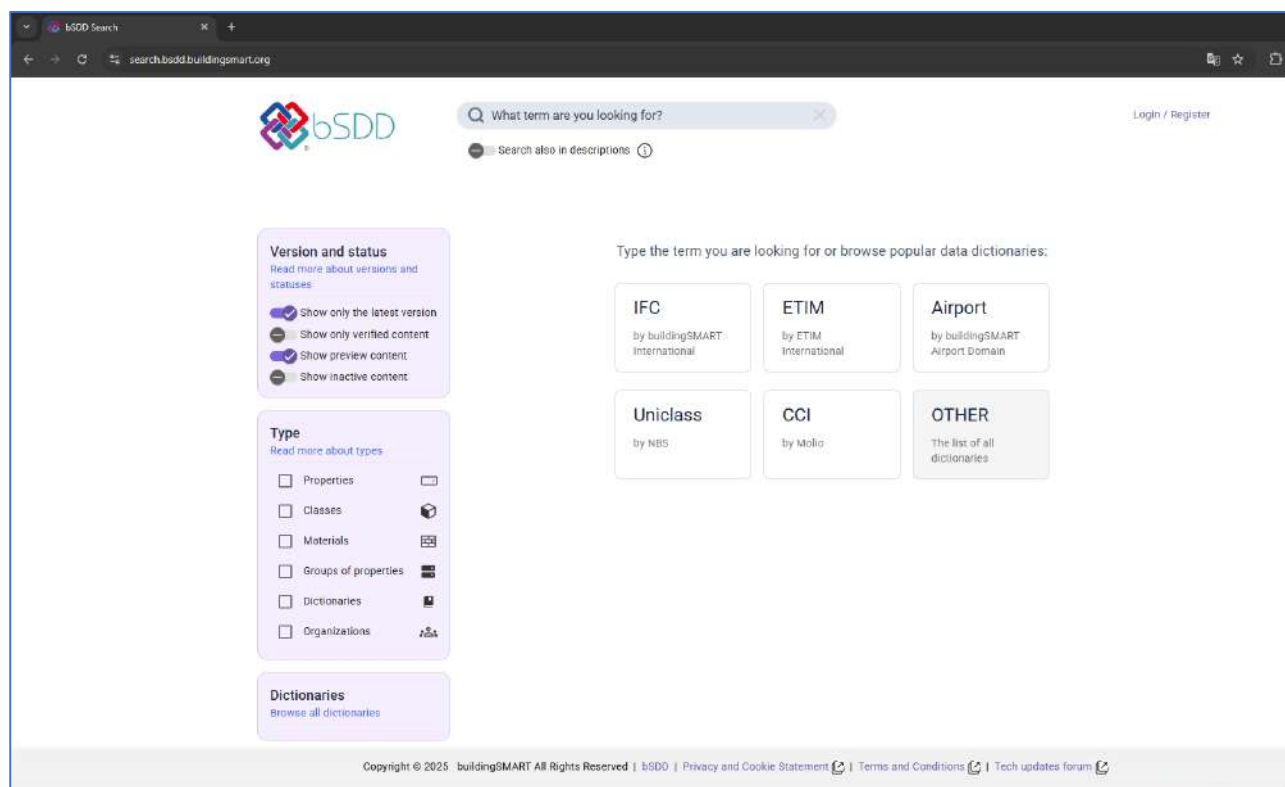 bSDD Search
search.bsdd.buildingsmart.org
bSDD
What term are you looking for?
Login / Register
Search also in descriptions
Version and status
Read more about versions and
statuses
Show only the latest version
Show only verified content
Show preview content
Show inactive content
Type
Read more about types
Properties
Classes
Materials
Groups of properties
Dictionaries
Organizations
Dictionaries
Browse all dictionaries
Type the term you are looking for or browse popular data dictionaries:
IFC
by buildingSMART
International
ETIM
by ETIM
International
Airport
by buildingSMART
Airport Domain
Uniclass
by NBS
CCI
by Molio
OTHER
The list of all
dictionaries
Copyright © 2025 buildingSMART All Rights Reserved | bSDD | Privacy and Cookie Statement | Terms and Conditions | Tech updates forum